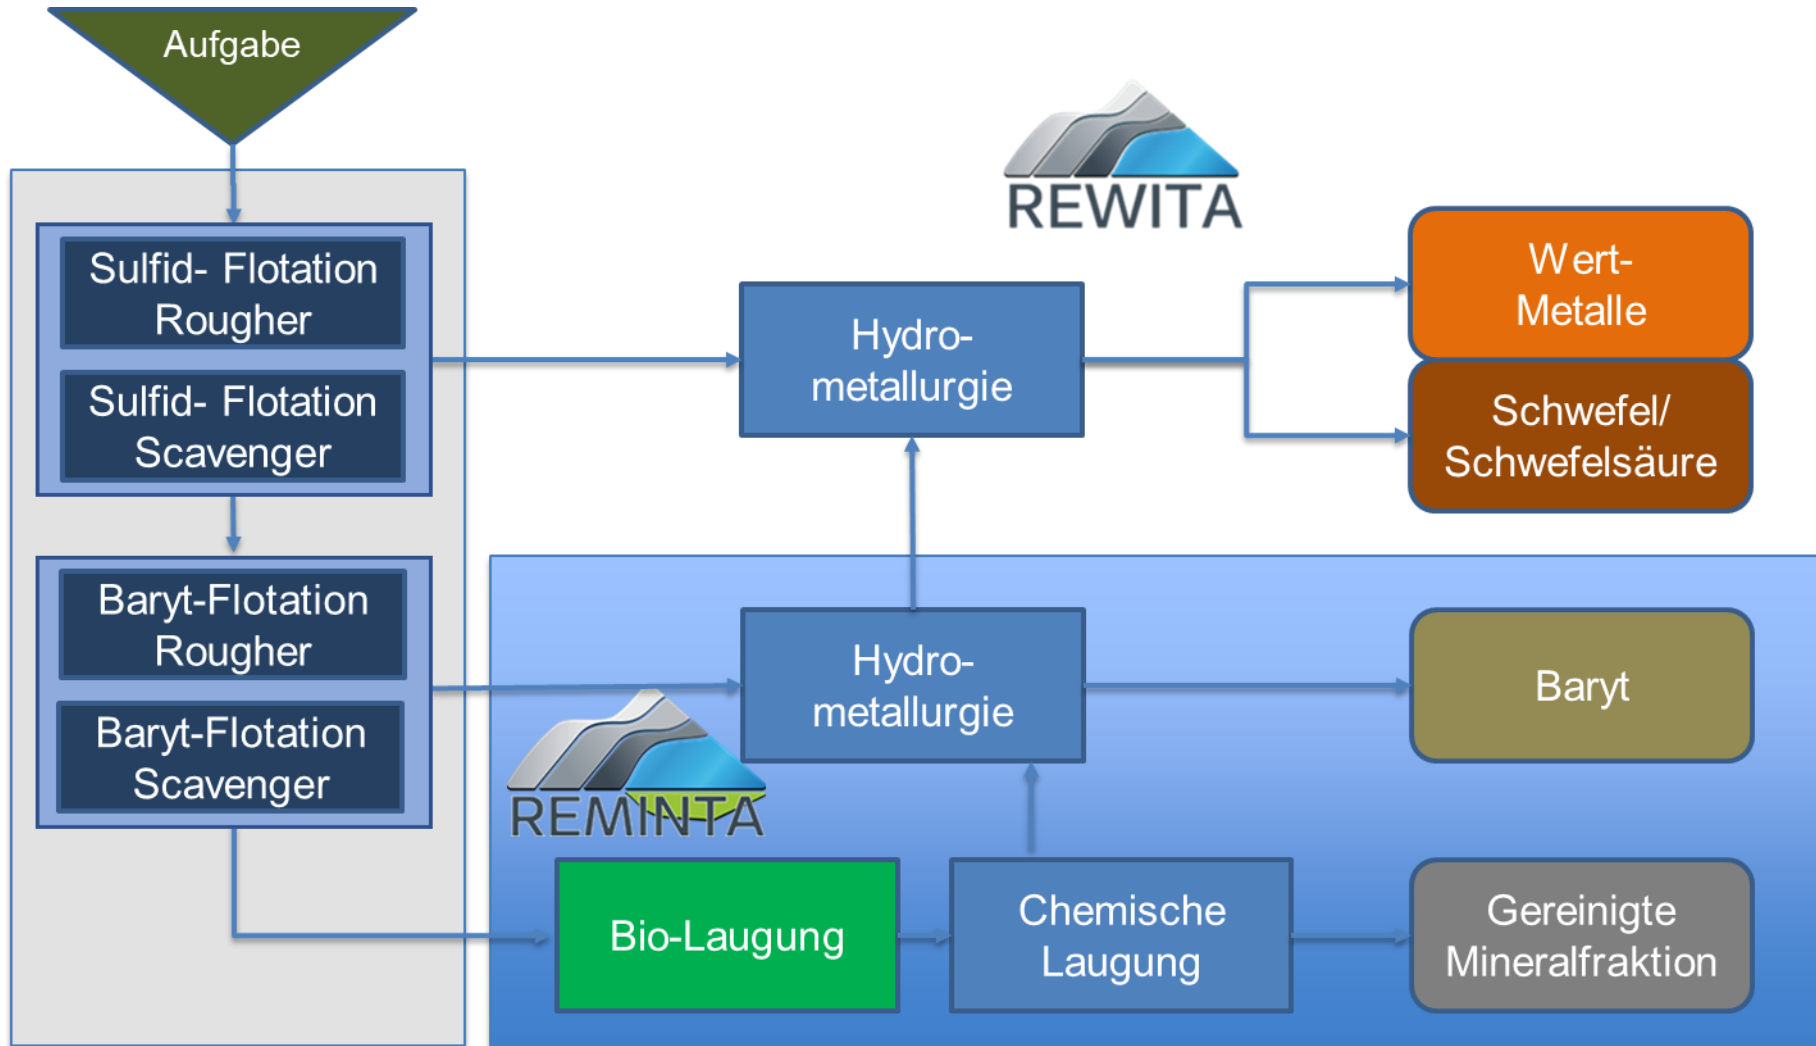 Aufgabe
Sulfid- Flotation
Rougher
Sulfid- Flotation
Scavenger
Baryt-Flotation
Rougher
Baryt-Flotation
Scavenger
REWITA
Hydro-
metallurgie
Wert-
Metalle
Schwefel/
Schwefelsäure
Hydro-
metallurgie
Baryt
REMINTA
Bio-Laugung
Chemische
Laugung
Gereinigte
Mineralfraktion